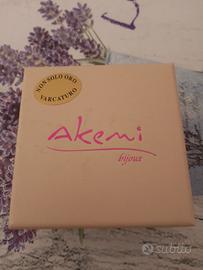 NON SOLO ORO
VARCATURO
Akemi
bijoux
subito